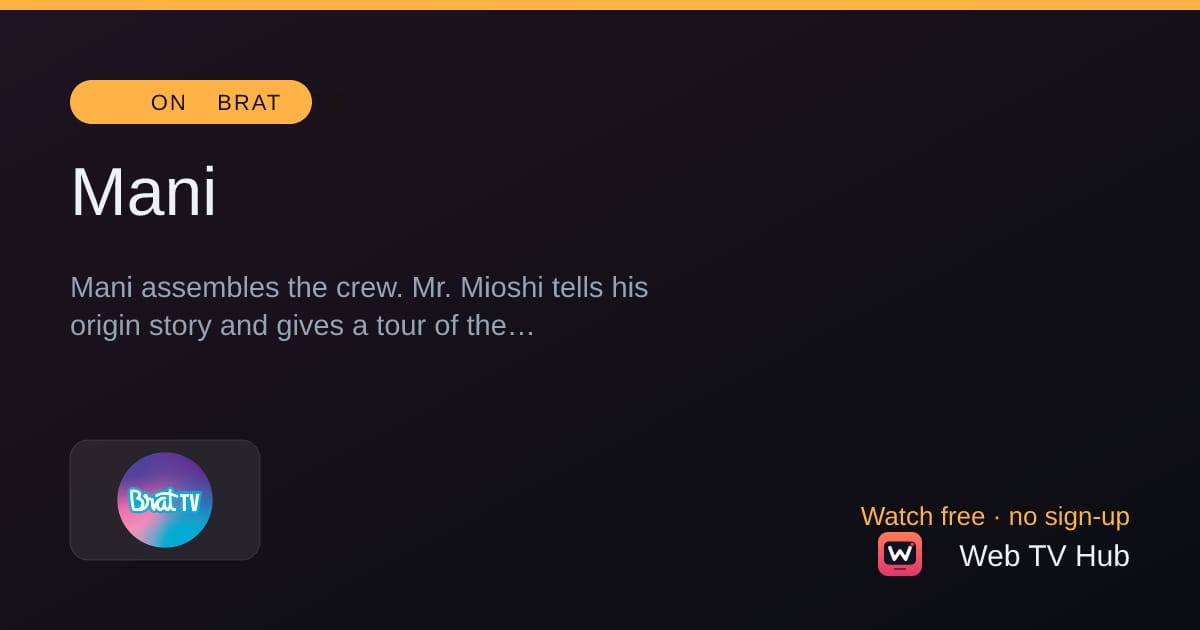 ON BRAT
Mani
Mani assembles the crew. Mr. Mioshi tells his
origin story and gives a tour of the…
Brat TV
Watch free · no sign-up
W
Web TV Hub